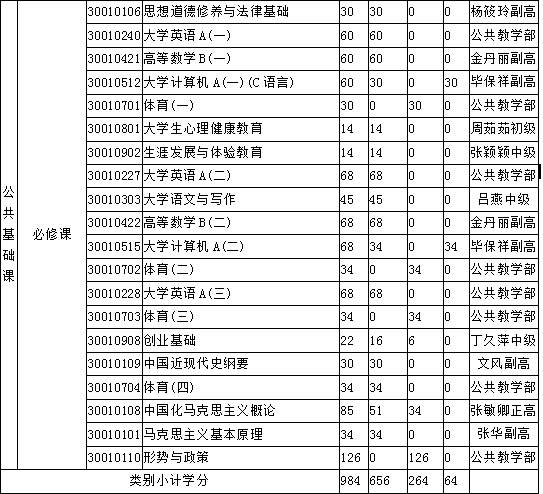 公共基础课
必修课
30010106 思想道德修养与法律基础 30 30 0 0 杨筱玲副高
30010240 大学英语A(一) 60 60 0 0 公共教学部
30010421 高等数学B(一) 60 60 0 0 金丹丽副高
30010512 大学计算机A(一)(C语言) 60 30 0 30 毕保祥副高
30010701 体育(一) 30 0 30 0 公共教学部
30010801 大学生心理健康教育 14 14 0 0 周茹茹初级
30010902 生涯发展与体验教育 14 14 0 0 张颖颖中级
30010227 大学英语A(二) 68 68 0 0 公共教学部
30010303 大学语文与写作 45 45 0 0 吕燕中级
30010422 高等数学B(二) 68 68 0 0 金丹丽副高
30010515 大学计算机A(二) 68 34 0 34 毕保祥副高
30010702 体育(二) 34 0 34 0 公共教学部
30010228 大学英语A(三) 68 68 0 0 公共教学部
30010703 体育(三) 34 0 34 0 公共教学部
30010908 创业基础 22 16 6 0 丁久萍中级
30010109 中国近现代史纲要 30 30 0 0 文风副高
30010704 体育(四) 34 34 0 0 公共教学部
30010108 中国化马克思主义概论 85 51 34 0 张敏卿正高
30010101 马克思主义基本原理 34 34 0 0 张华副高
30010110 形势与政策 126 0 126 0 公共教学部
类别小计学分 984 656 264 64